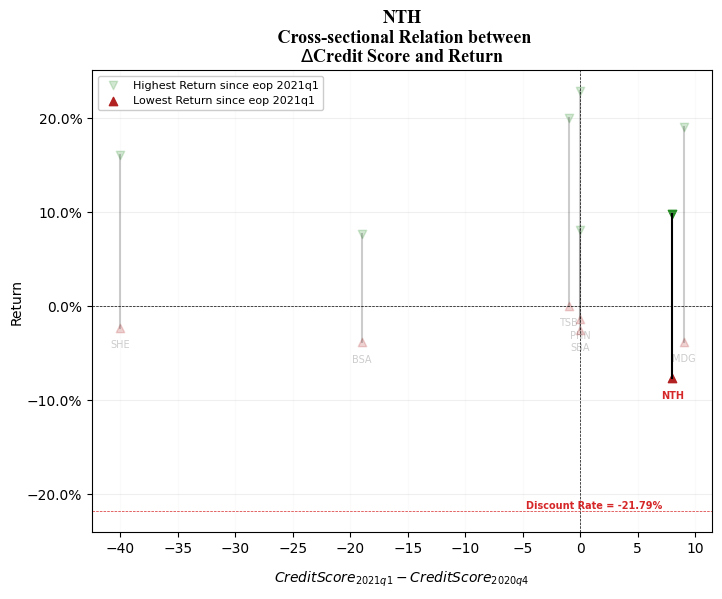 NTH
Cross-sectional Relation between
ΔCredit Score and Return
Highest Return since eop 2021q1
Lowest Return since eop 2021q1
20.0%
10.0%
0.0%
−10.0%
−20.0%
Return
SHE
BSA
TSB
SBA
MDG
NTH
Discount Rate = -21.79%
−40 −35 −30 −25 −20 −15 −10 −5 0 5 10
CreditScore2021q1 − CreditScore2020q4